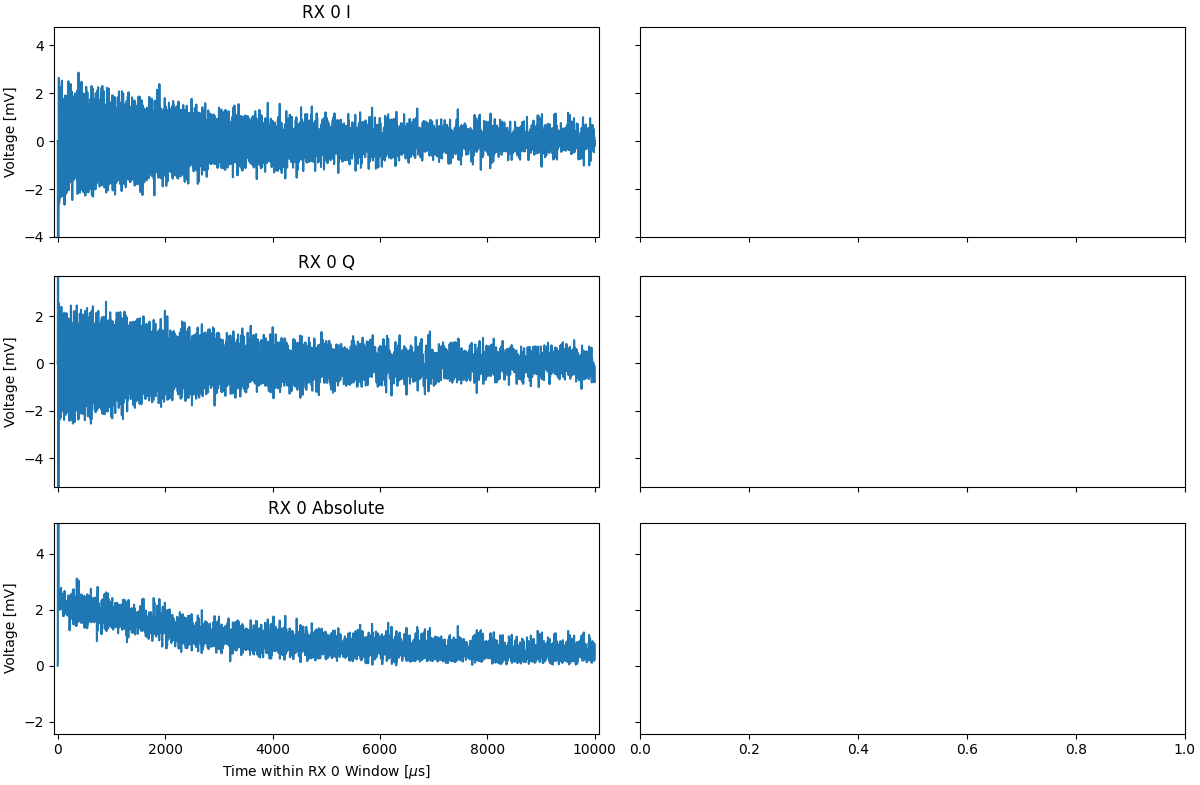 RX 0 I
Voltage [mV]
4
2
0
−2
−4
RX 0 Q
Voltage [mV]
2
0
−2
−4
RX 0 Absolute
Voltage [mV]
4
2
0
−2
0 2000 4000 6000 8000 10000
0.0 0.2 0.4 0.6 0.8 1.0
Time within RX 0 Window [μs]